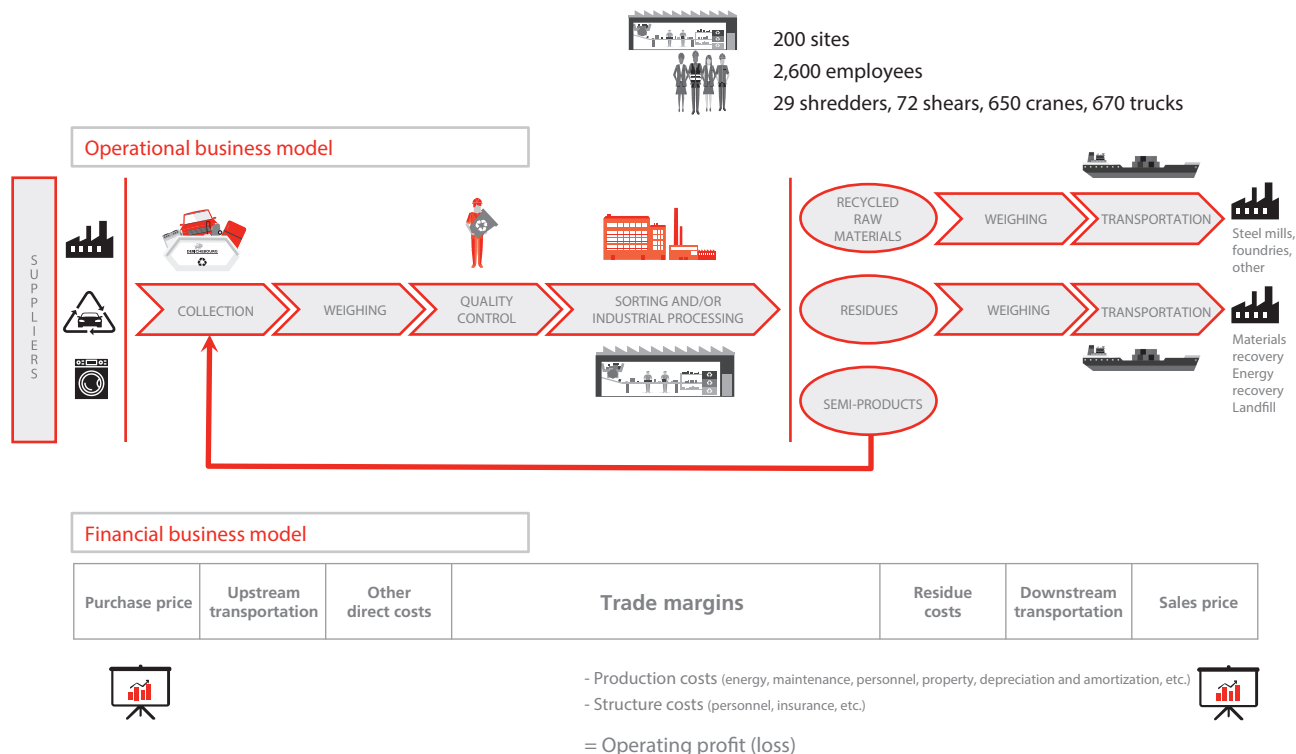 200 sites
2,600 employees
29 shredders, 72 shears, 650 cranes, 670 trucks
Operational business model
SUPPLIERS
COLLECTION
WEIGHING
QUALITY
CONTROL
SORTING AND/OR
INDUSTRIAL PROCESSING
RECYCLED
RAW
MATERIALS
WEIGHING
TRANSPORTATION
Steel mills,
foundries,
other
RESIDUES
WEIGHING
TRANSPORTATION
Materials
recovery
Energy
recovery
Landfill
SEMI-PRODUCTS
Financial business model
Purchase price
Upstream
transportation
Other
direct costs
Trade margins
Residue
costs
Downstream
transportation
Sales price
- Production costs (energy, maintenance, personnel, property, depreciation and amortization, etc.)
- Structure costs (personnel, insurance, etc.)
= Operating profit (loss)